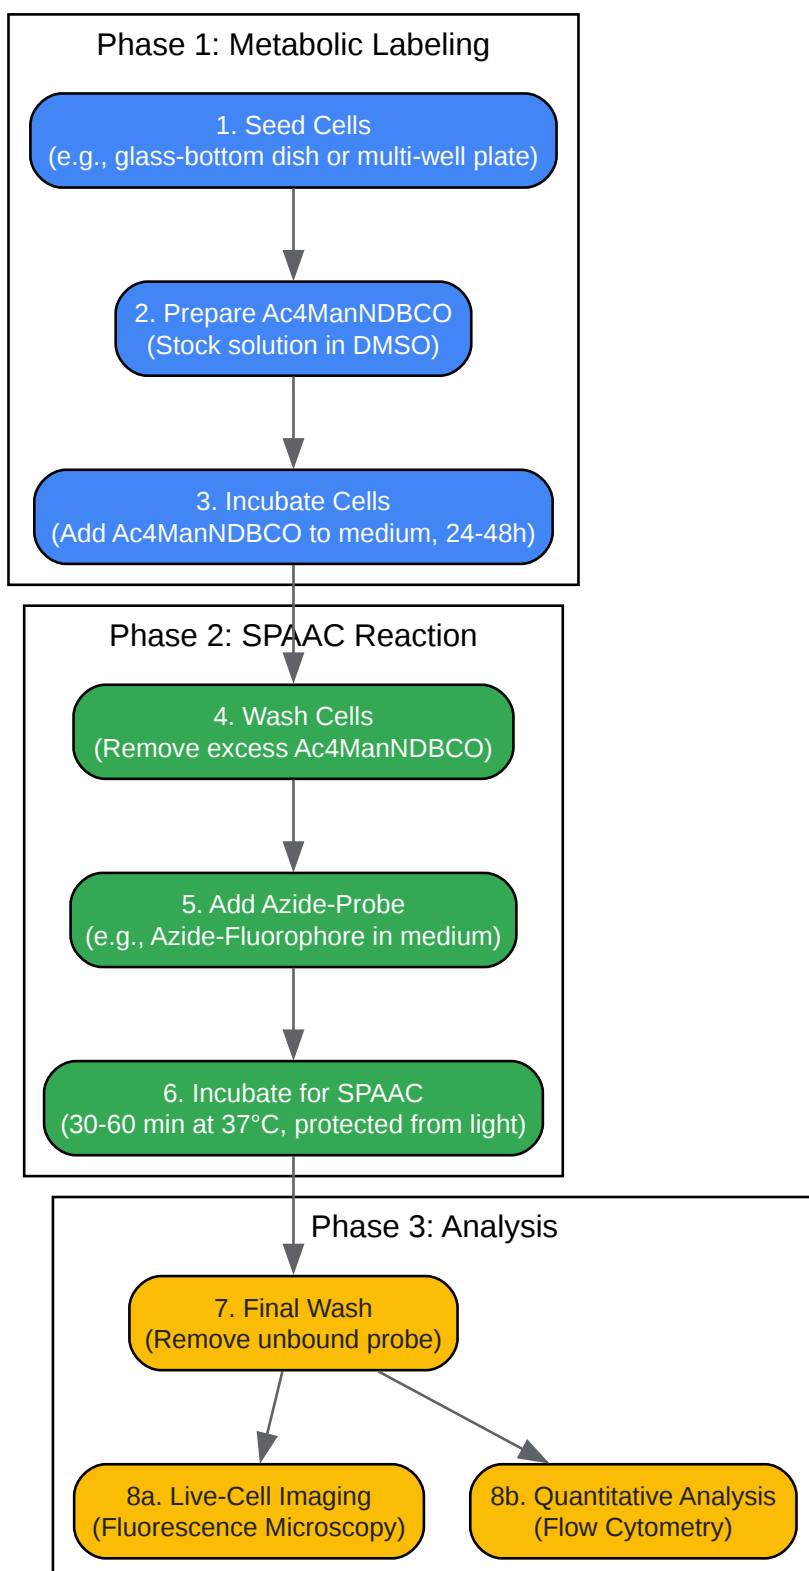 Phase 1: Metabolic Labeling
1. Seed Cells
(e.g., glass-bottom dish or multi-well plate)
2. Prepare Ac4ManNDBCO
(Stock solution in DMSO)
3. Incubate Cells
(Add Ac4ManNDBCO to medium, 24-48h)
Phase 2: SPAAC Reaction
4. Wash Cells
(Remove excess Ac4ManNDBCO)
5. Add Azide-Probe
(e.g., Azide-Fluorophore in medium)
6. Incubate for SPAAC
(30-60 min at 37°C, protected from light)
Phase 3: Analysis
7. Final Wash
(Remove unbound probe)
8a. Live-Cell Imaging
(Fluorescence Microscopy)
8b. Quantitative Analysis
(Flow Cytometry)